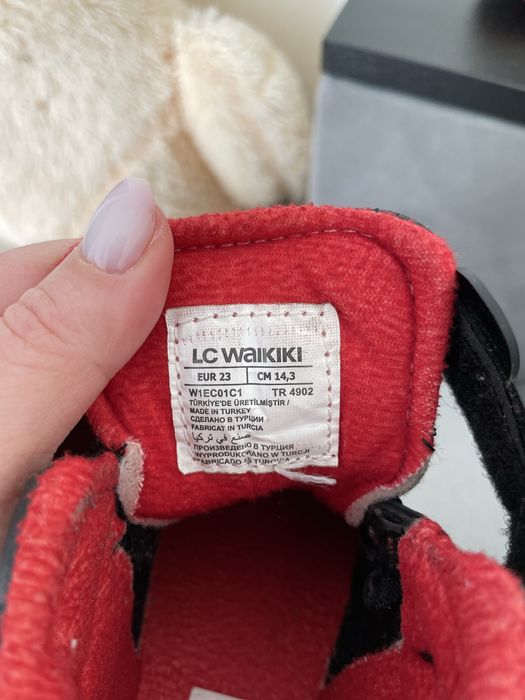 LC WAIKIKI
EUR 23 CM 14,3
W1EC01C1 TR 4902
TÜRKİYE'DE ÜRETİLMİŞTİR /
MADE IN TURKEY
СДЕЛАНО В ТУРЦИИ
FABRICAT IN TURCIA
صنع في تركيا
ПРОИЗВЕДЕНО В ТУРЦИЯ
WYPRODUKOWANO W TURCJI
FABRICADO EN